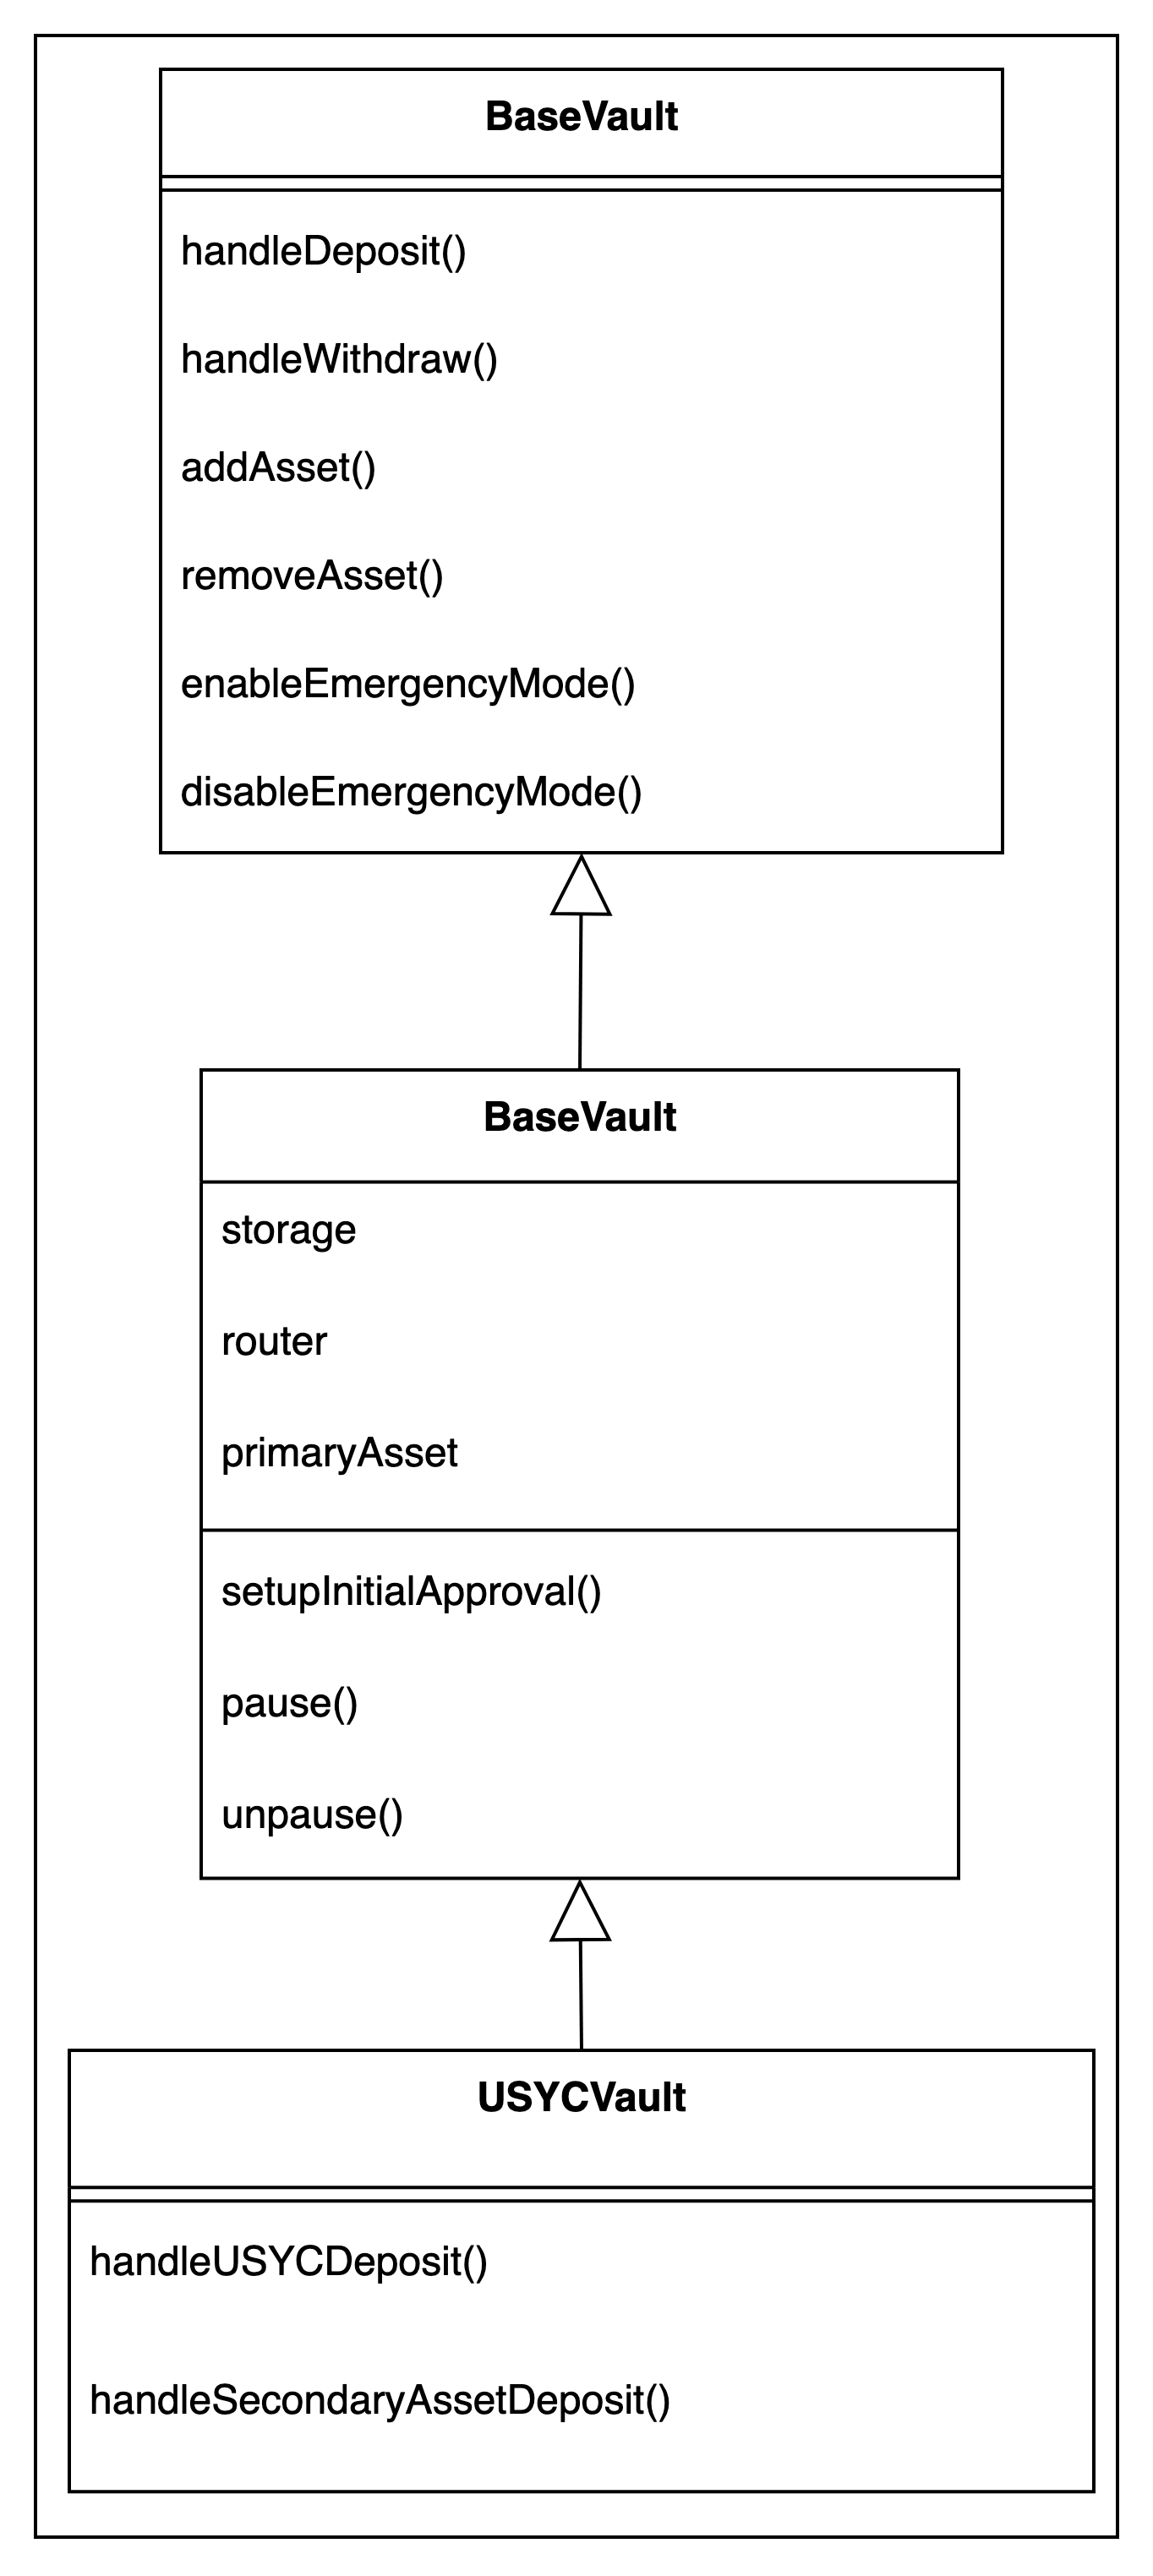 BaseVault
handleDeposit()
handleWithdraw()
addAsset()
removeAsset()
enableEmergencyMode()
disableEmergencyMode()
BaseVault
storage
router
primaryAsset
setupInitialApproval()
pause()
unpause()
USYCVault
handleUSYCDeposit()
handleSecondaryAssetDeposit()